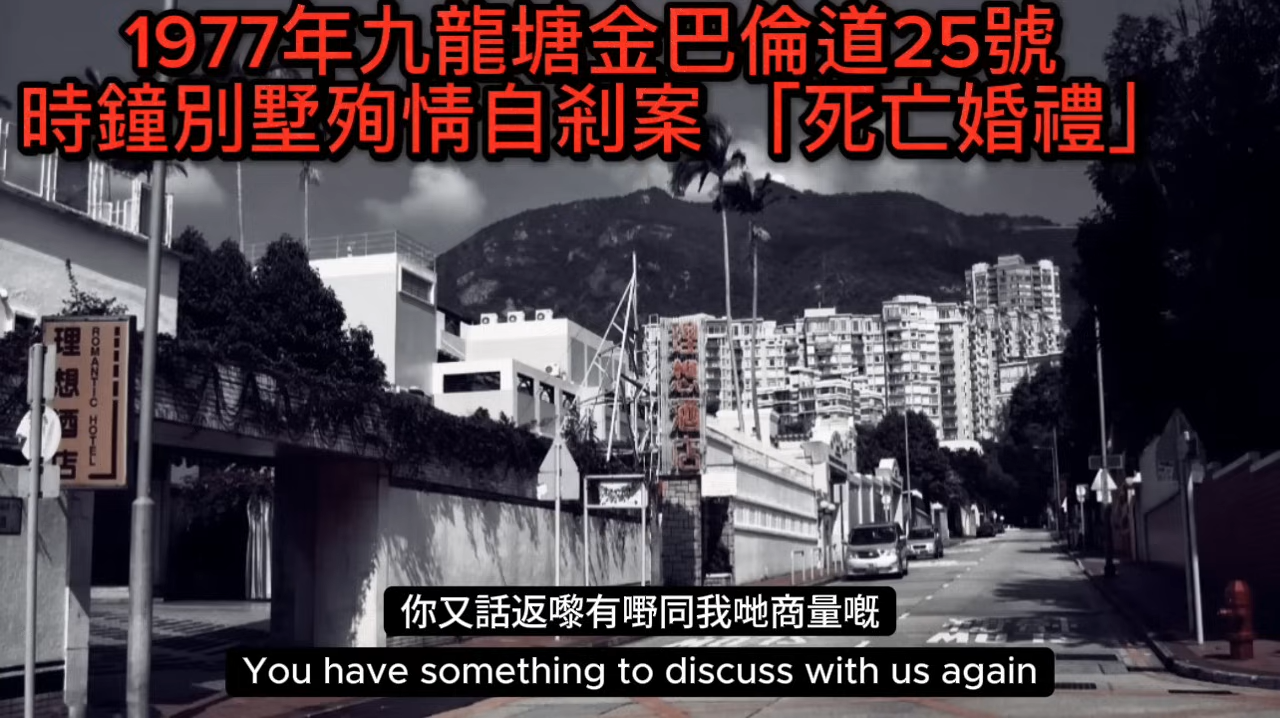 1977年九龍塘金巴倫道25號
時鐘別墅殉情自剎案 「死亡婚禮」
理想酒店
ROMANTIC HOTEL
理想酒店
你又話返嚟有嘢同我哋商量嘅
You have something to discuss with us again